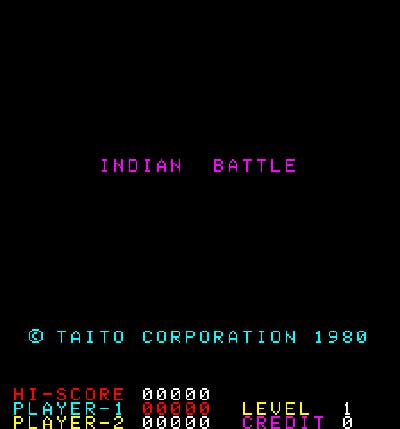 INDIAN BATTLE
© TAITO CORPORATION 1980
HI-SCORE 00000
PLAYER-1 00000 LEVEL 1
PLAYER-2 00000 CREDIT 0